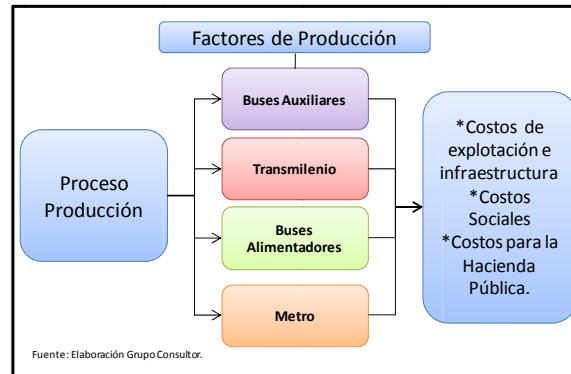 Factores de Producción
Proceso
Producción
Buses Auxiliares
Transmilenio
Buses
Alimentadores
Metro
*Costos de
explotación e
infraestructura
*Costos
Sociales
*Costos para la
Hacienda
Pública.
Fuente: Elaboración Grupo Consultor.